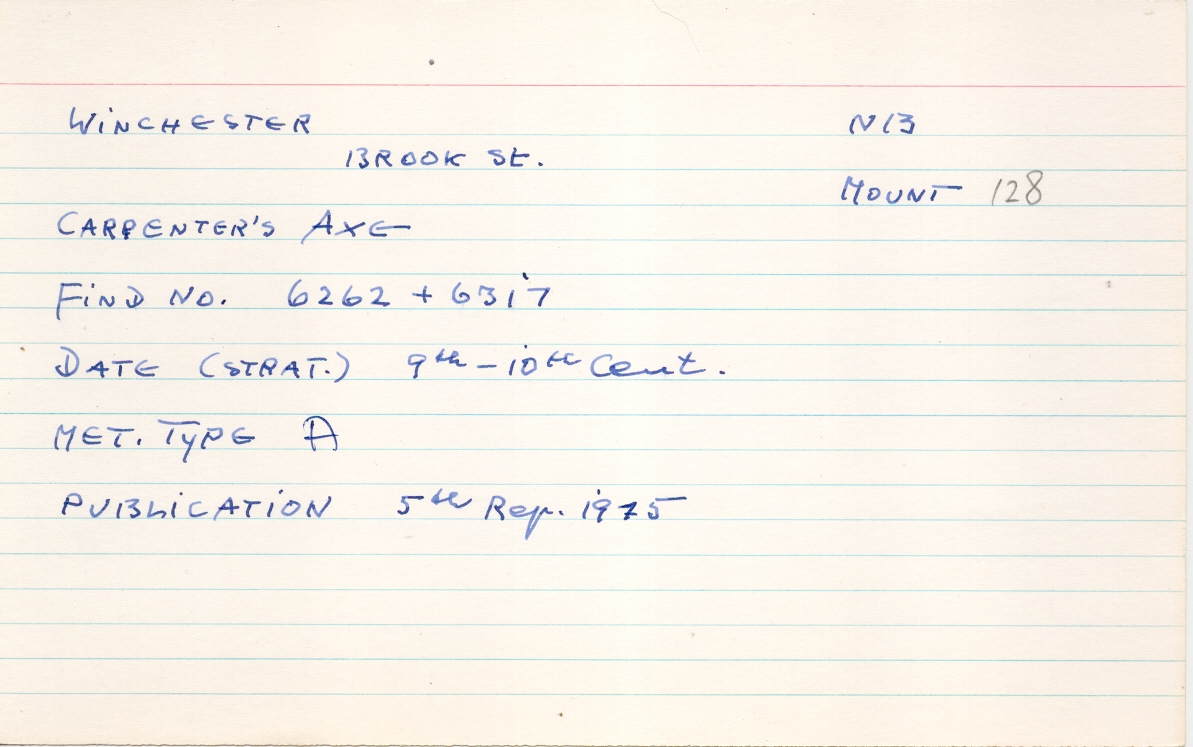 WINCHESTER N13
BROOK ST.
MOUNT 128
CARPENTER'S AXE
FIND NO. 6262 + 6317
DATE (STRAT.) 9th - 10th Cent.
MET. TYPE A
PUBLICATION 5th Rep. 1975